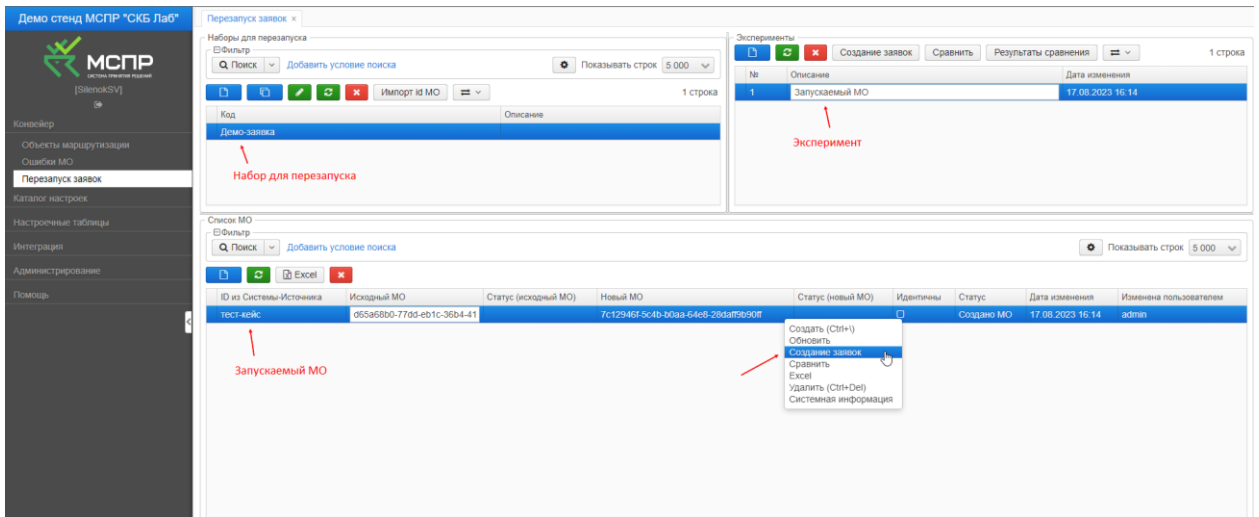 Демо стенд МСПР "СКБ Лаб"
МСПР
СИСТЕМА ПРИНЯТИЯ РЕШЕНИЙ
[SilenokSV]
Конвейер
Объекты маршрутизации
Ошибки МО
Перезапуск заявок
Каталог настроек
Настроечные таблицы
Интеграция
Администрирование
Помощь
Перезапуск заявок ×
Наборы для перезапуска
Фильтр
Поиск Добавить условие поиска Показывать строк 5 000
Импорт id МО 1 строка
Код Описание
Демо-заявка
Набор для перезапуска
Эксперименты
Создание заявок Сравнить Результаты сравнения 1 строка
№ Описание Дата изменения
1 Запускаемый МО 17.08.2023 16:14
Эксперимент
Список МО
Фильтр
Поиск Добавить условие поиска Показывать строк 5 000
Excel
ID из Системы-Источника Исходный МО Статус (исходный МО) Новый МО Статус (новый МО) Идентичны Статус Дата изменения Изменена пользователем
тест-кейс d65a68b0-77dd-eb1c-36b4-41 7c12946f-5c4b-b0aa-64e8-28daff9b90ff Создано МО 17.08.2023 16:14 admin
Запускаемый МО
Создать (Ctrl+\)
Обновить
Создание заявок
Сравнить
Excel
Удалить (Ctrl+Del)
Системная информация